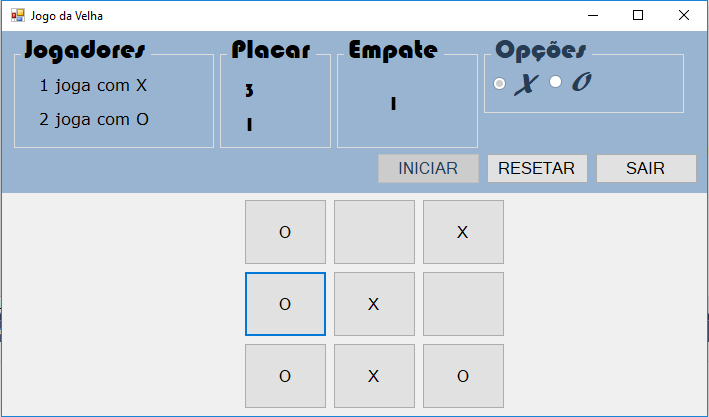 Jogo da Velha
Jogadores
1 joga com X
2 joga com O
Placar
3
1
Empate
1
Opções
X O
INICIAR RESETAR SAIR
O X
O X
O X O